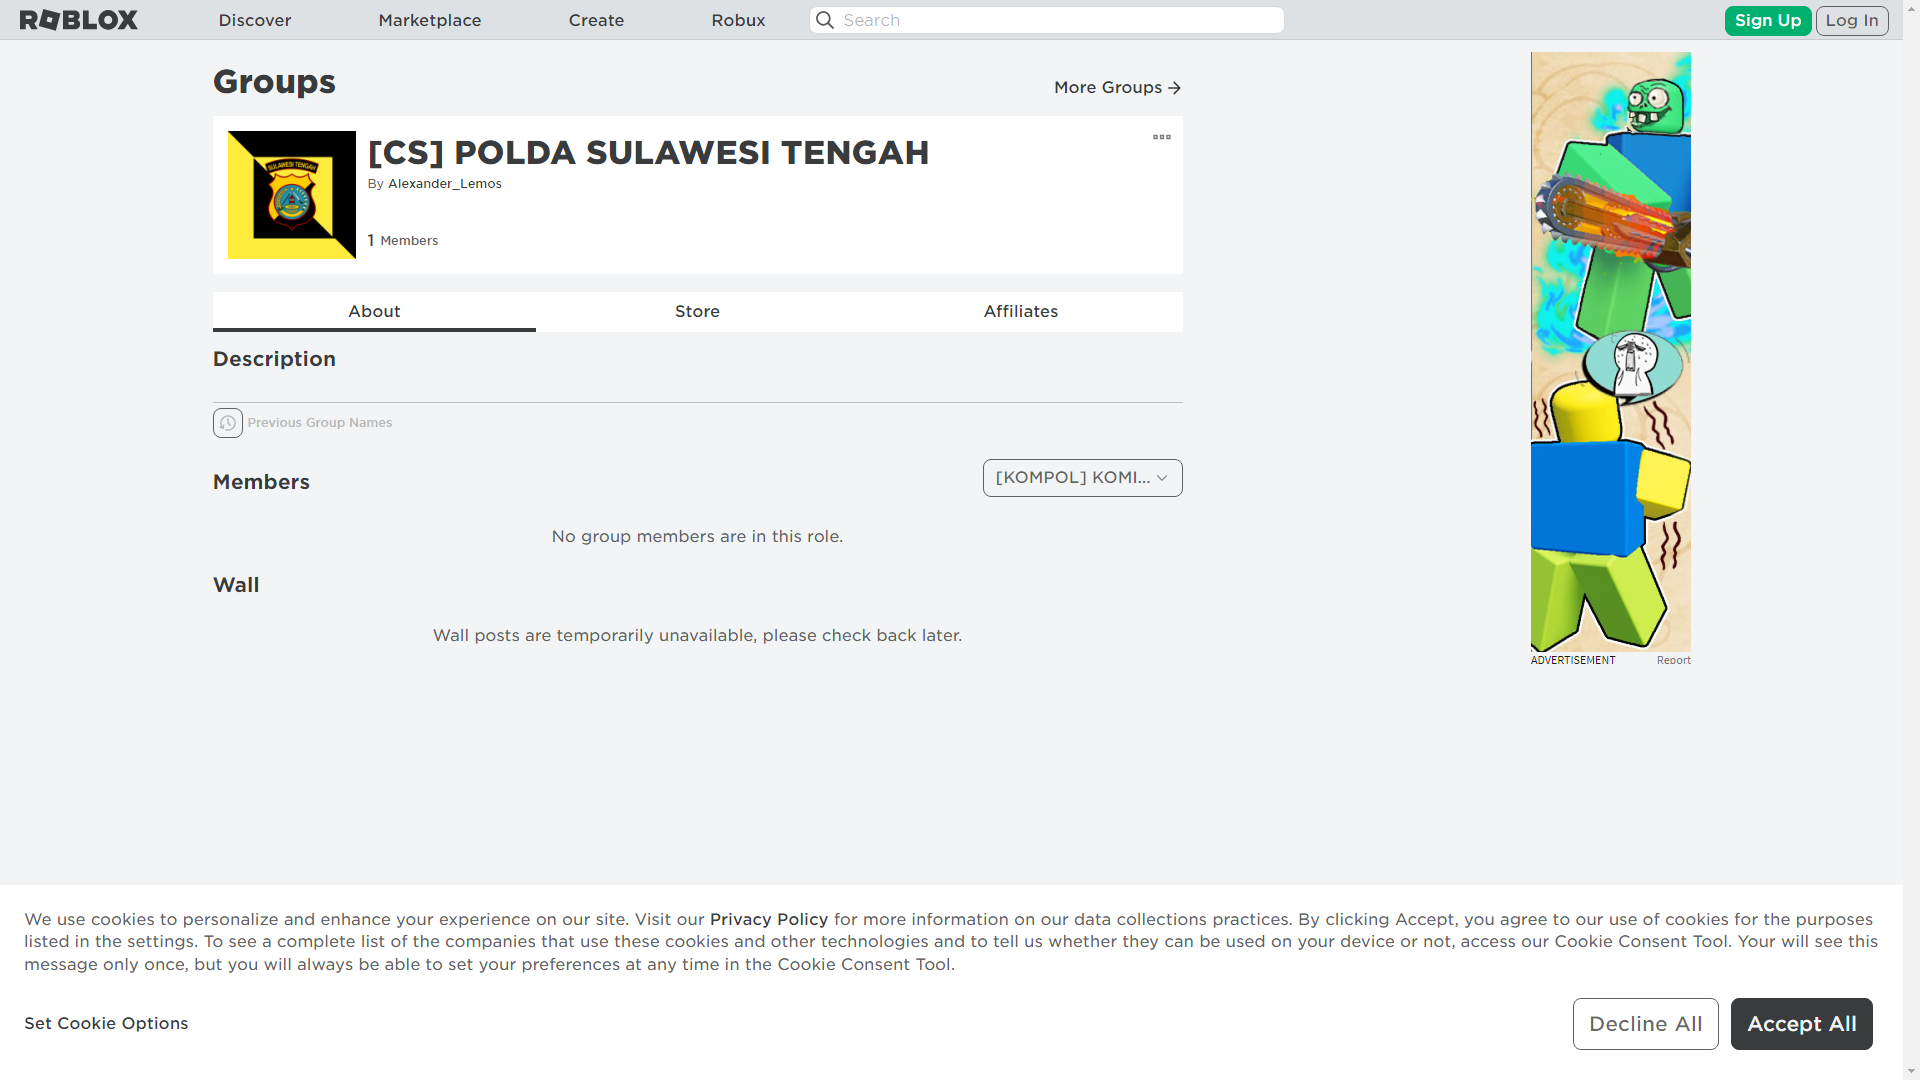 ROBLOX
Discover
Marketplace
Create
Robux
Search
Sign Up
Log In
Groups
More Groups
SULAWESI TENGAH
[CS] POLDA SULAWESI TENGAH
By Alexander_Lemos
1 Members
About
Store
Affiliates
Description
Previous Group Names
Members
[KOMPOL] KOMI...
No group members are in this role.
Wall
Wall posts are temporarily unavailable, please check back later.
ADVERTISEMENT
Report
We use cookies to personalize and enhance your experience on our site. Visit our Privacy Policy for more information on our data collections practices. By clicking Accept, you agree to our use of cookies for the purposes
listed in the settings. To see a complete list of the companies that use these cookies and other technologies and to tell us whether they can be used on your device or not, access our Cookie Consent Tool. Your will see this
message only once, but you will always be able to set your preferences at any time in the Cookie Consent Tool.
Set Cookie Options
Decline All
Accept All